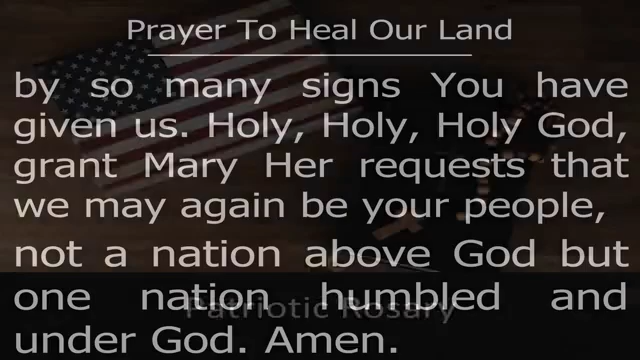 Prayer To Heal Our Land
by so many signs You have
given us. Holy, Holy, Holy God,
grant Mary Her requests that
we may again be your people,
not a nation above God but
one nation humbled and
Patriotic Rosary
under God. Amen.